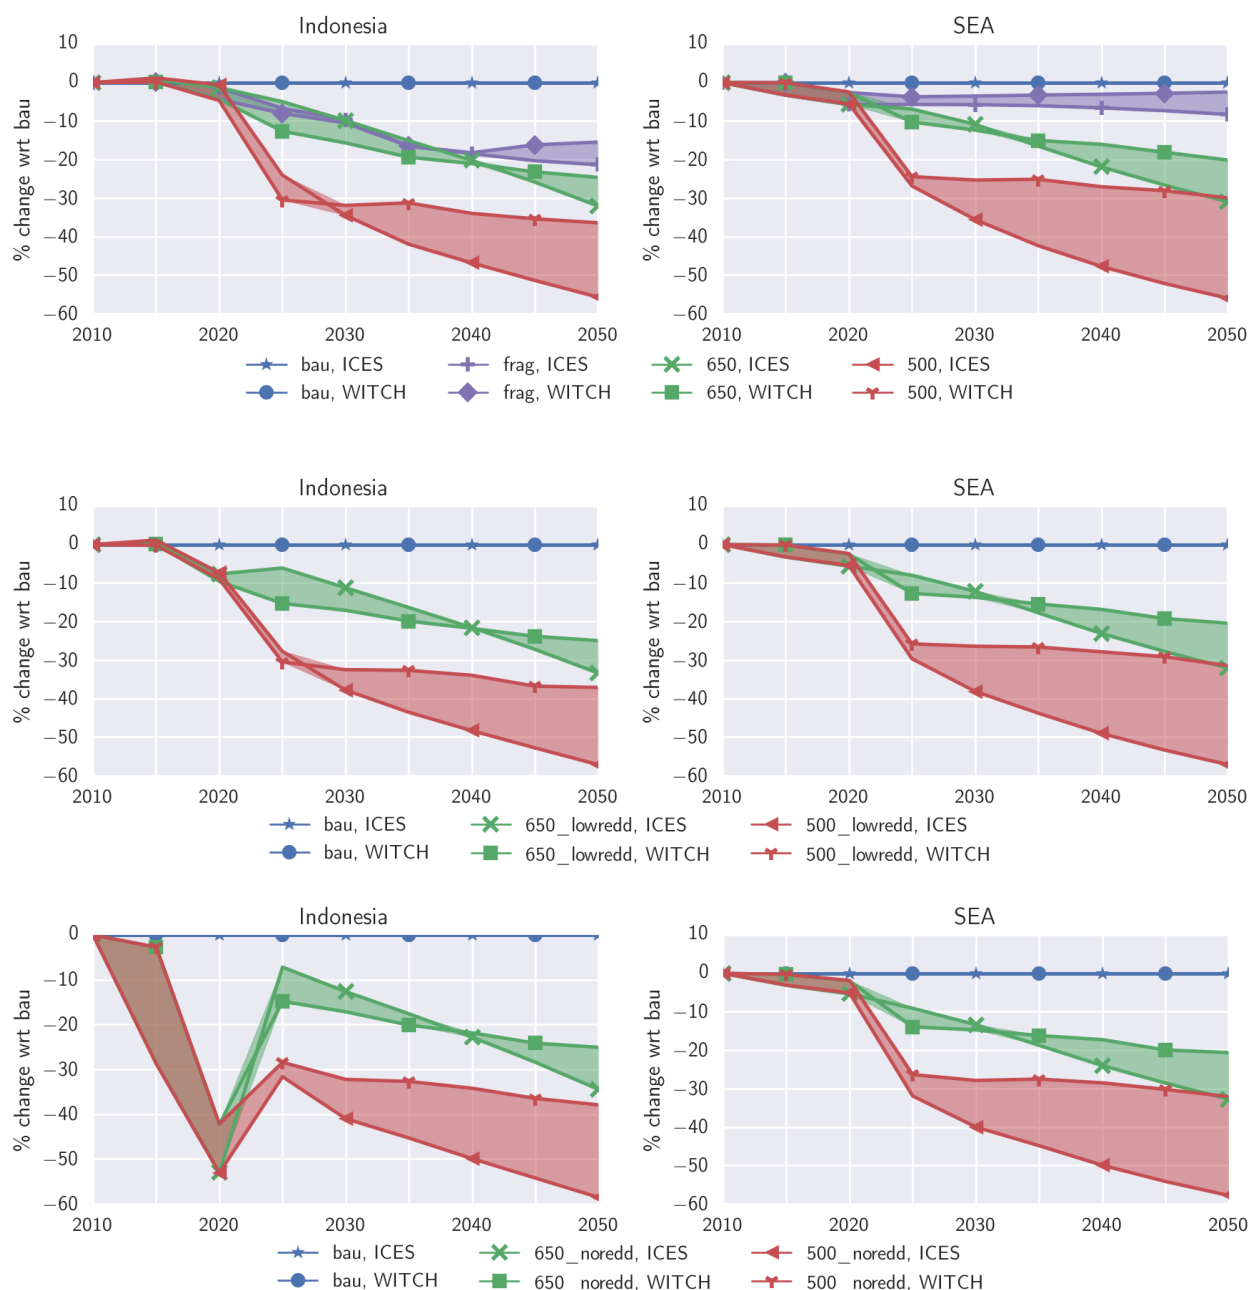 Indonesia SEA
10 10
0 0
−10 −10
−20 −20
−30 −30
−40 −40
−50 −50
−60 −60
% change wrt bau % change wrt bau
2010 2020 2030 2040 2050 2010 2020 2030 2040 2050
bau, ICES frag, ICES 650, ICES 500, ICES
bau, WITCH frag, WITCH 650, WITCH 500, WITCH
Indonesia SEA
10 10
0 0
−10 −10
−20 −20
−30 −30
−40 −40
−50 −50
−60 −60
% change wrt bau % change wrt bau
2010 2020 2030 2040 2050 2010 2020 2030 2040 2050
bau, ICES 650_lowredd, ICES 500_lowredd, ICES
bau, WITCH 650_lowredd, WITCH 500_lowredd, WITCH
Indonesia SEA
0 10
−10 0
−20 −10
−30 −20
−40 −30
−50 −40
−60 −50
−60
% change wrt bau % change wrt bau
2010 2020 2030 2040 2050 2010 2020 2030 2040 2050
bau, ICES 650_noredd, ICES 500_noredd, ICES
bau, WITCH 650 noredd, WITCH 500 noredd, WITCH